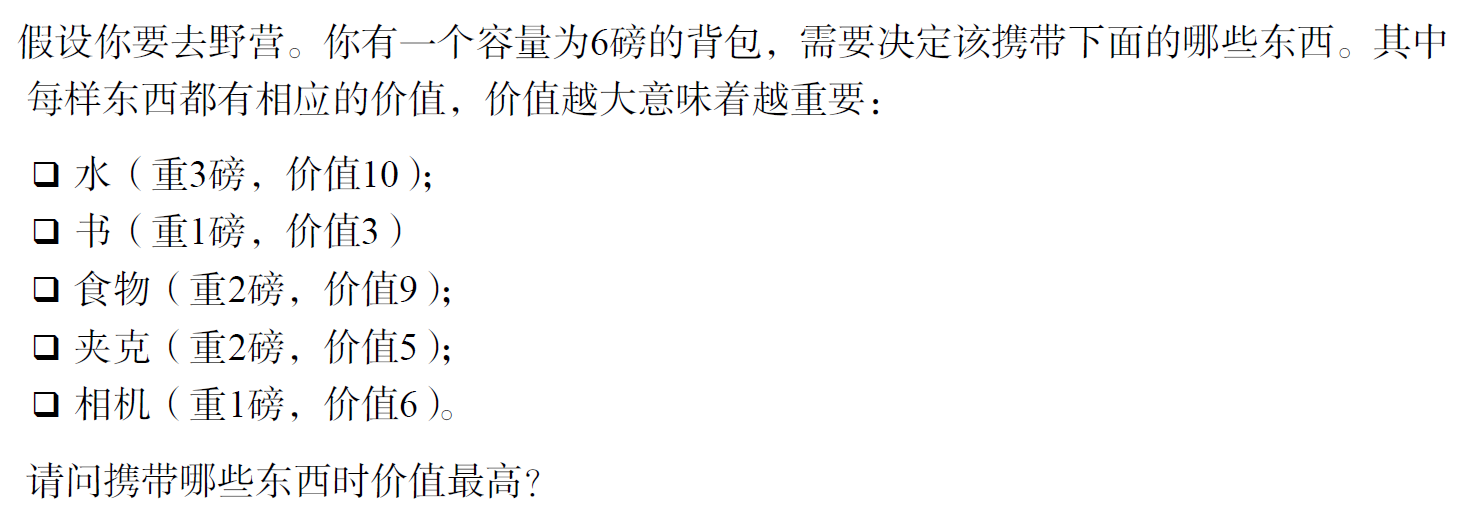 假设你要去野营。你有一个容量为6磅的背包，需要决定该携带下面的哪些东西。其中
每样东西都有相应的价值，价值越大意味着越重要：
❑ 水（重3磅，价值10）；
❑ 书（重1磅，价值3）
❑ 食物（重2磅，价值9）；
❑ 夹克（重2磅，价值5）；
❑ 相机（重1磅，价值6）。
请问携带哪些东西时价值最高？